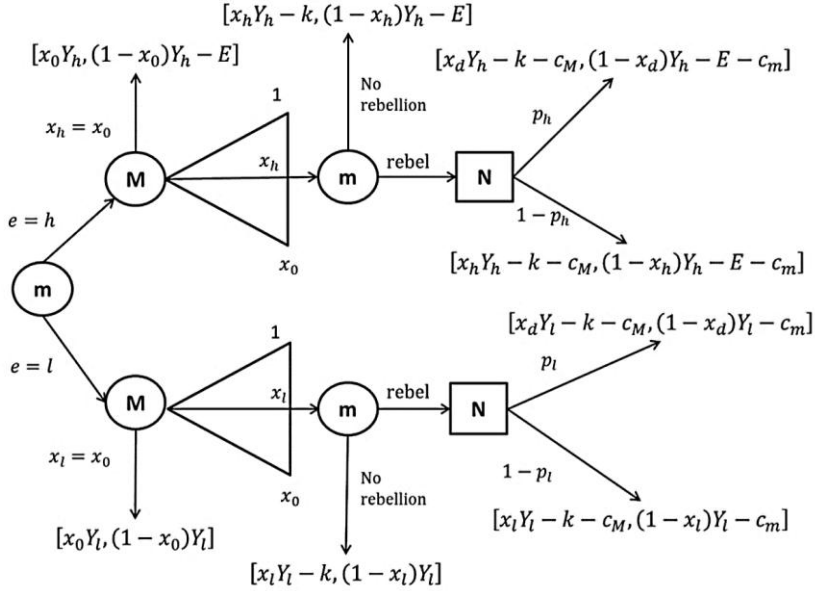 [x_hY_h − k, (1 − x_h)Y_h − E]
[x_0Y_h, (1 − x_0)Y_h − E]
[x_dY_h − k − c_M, (1 − x_d)Y_h − E − c_m]
No
rebellion
1
p_h
x_h = x_0
M
x_h
m
rebel
N
e = h
1 − p_h
x_0
[x_hY_h − k − c_M, (1 − x_h)Y_h − E − c_m]
m
[x_dY_l − k − c_M, (1 − x_d)Y_l − c_m]
1
e = l
p_l
M
x_l
m
rebel
N
x_l = x_0
No
rebellion
1 − p_l
x_0
[x_lY_l − k − c_M, (1 − x_l)Y_l − c_m]
[x_0Y_l, (1 − x_0)Y_l]
[x_lY_l − k, (1 − x_l)Y_l]